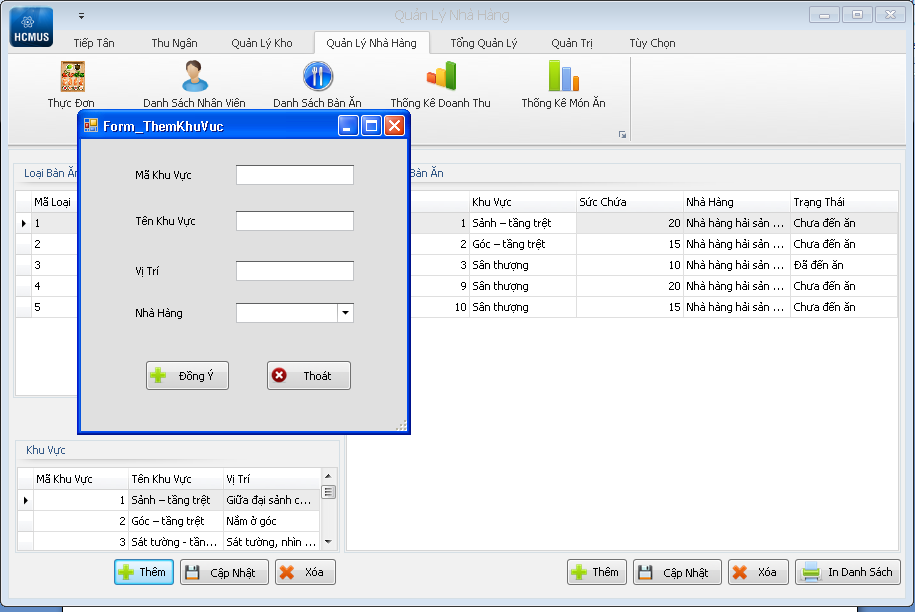 Quản Lý Nhà Hàng
HCMUS
Tiếp Tân Thu Ngân Quản Lý Kho Quản Lý Nhà Hàng Tổng Quản Lý Quản Trị Tùy Chọn
Thực Đơn Danh Sách Nhân Viên Danh Sách Bàn Ăn Thống Kê Doanh Thu Thống Kê Món Ăn
Form_ThemKhuVuc
Mã Khu Vực
Tên Khu Vực
Vị Trí
Nhà Hàng
Đồng Ý Thoát
Loại Bàn Ăn
Mã Loại
1
2
3
4
5
Bàn Ăn
Khu Vực Sức Chứa Nhà Hàng Trạng Thái
1 Sảnh – tầng trệt 20 Nhà hàng hải sản ... Chưa đến ăn
2 Góc – tầng trệt 15 Nhà hàng hải sản ... Chưa đến ăn
3 Sân thượng 10 Nhà hàng hải sản ... Đã đến ăn
9 Sân thượng 20 Nhà hàng hải sản ... Chưa đến ăn
10 Sân thượng 15 Nhà hàng hải sản ... Chưa đến ăn
Khu Vực
Mã Khu Vực Tên Khu Vực Vị Trí
1 Sảnh – tầng trệt Giữa đại sảnh c...
2 Góc – tầng trệt Nằm ở góc
3 Sát tường - tần... Sát tường, nhìn ...
Thêm Cập Nhật Xóa
Thêm Cập Nhật Xóa In Danh Sách